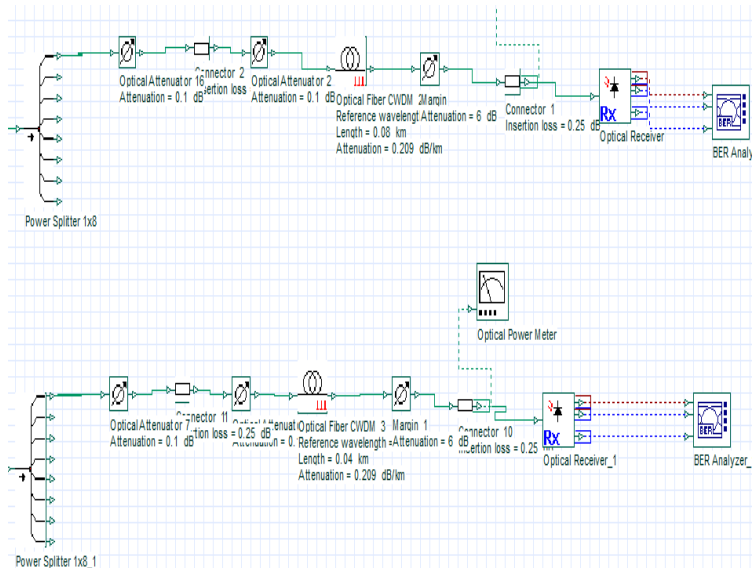 Optical Attenuator 16
Attenuation = 0.1 dB
Connector 2
Insertion loss
Optical Attenuator 2
Attenuation = 0.1 dB
Optical Fiber CWDM 2
Reference wavelengt
Length = 0.08 km
Attenuation = 0.209 dB/km
Margin
Attenuation = 6 dB
Connector 1
Insertion loss = 0.25 dB
Rx
Optical Receiver
BER Analy
Power Splitter 1x8
Optical Power Meter
Optical Attenuator
Attenuation = 0.1 dB
Connector 11
Insertion loss = 0.25 dB
Attenuation = 0.
Optical Fiber CWDM 3
Reference wavelength =
Length = 0.04 km
Attenuation = 0.209 dB/km
Margin 1
Attenuation = 6 dB
Connector 10
Insertion loss = 0.25
Rx
Optical Receiver_1
BER Analyzer_
Power Splitter 1x8_1